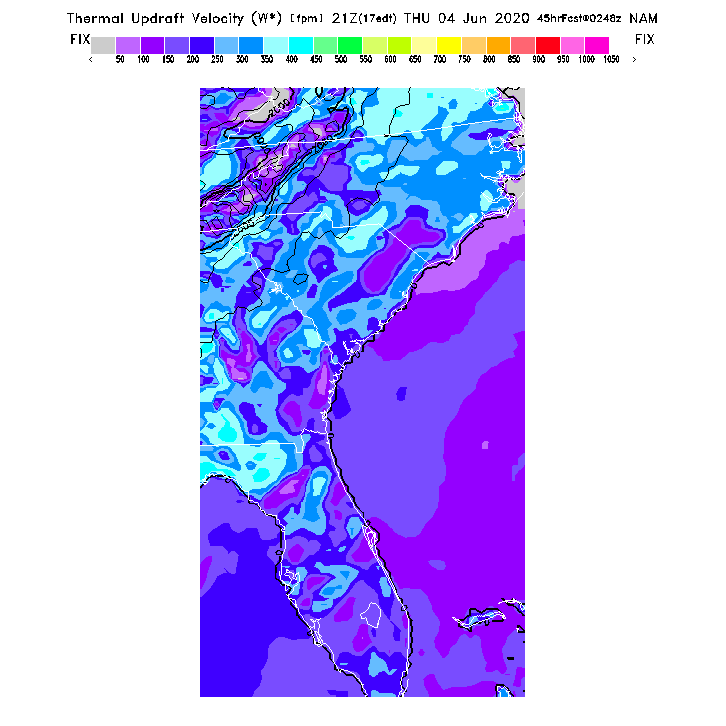 Thermal Updraft Velocity (W*) [fpm] 21Z(17edt) THU 04 Jun 2020 45hrFcst@0248z NAM
FIX FIX
< 50 100 150 200 250 300 350 400 450 500 550 600 650 700 750 800 850 900 950 1000 1050 >
2000